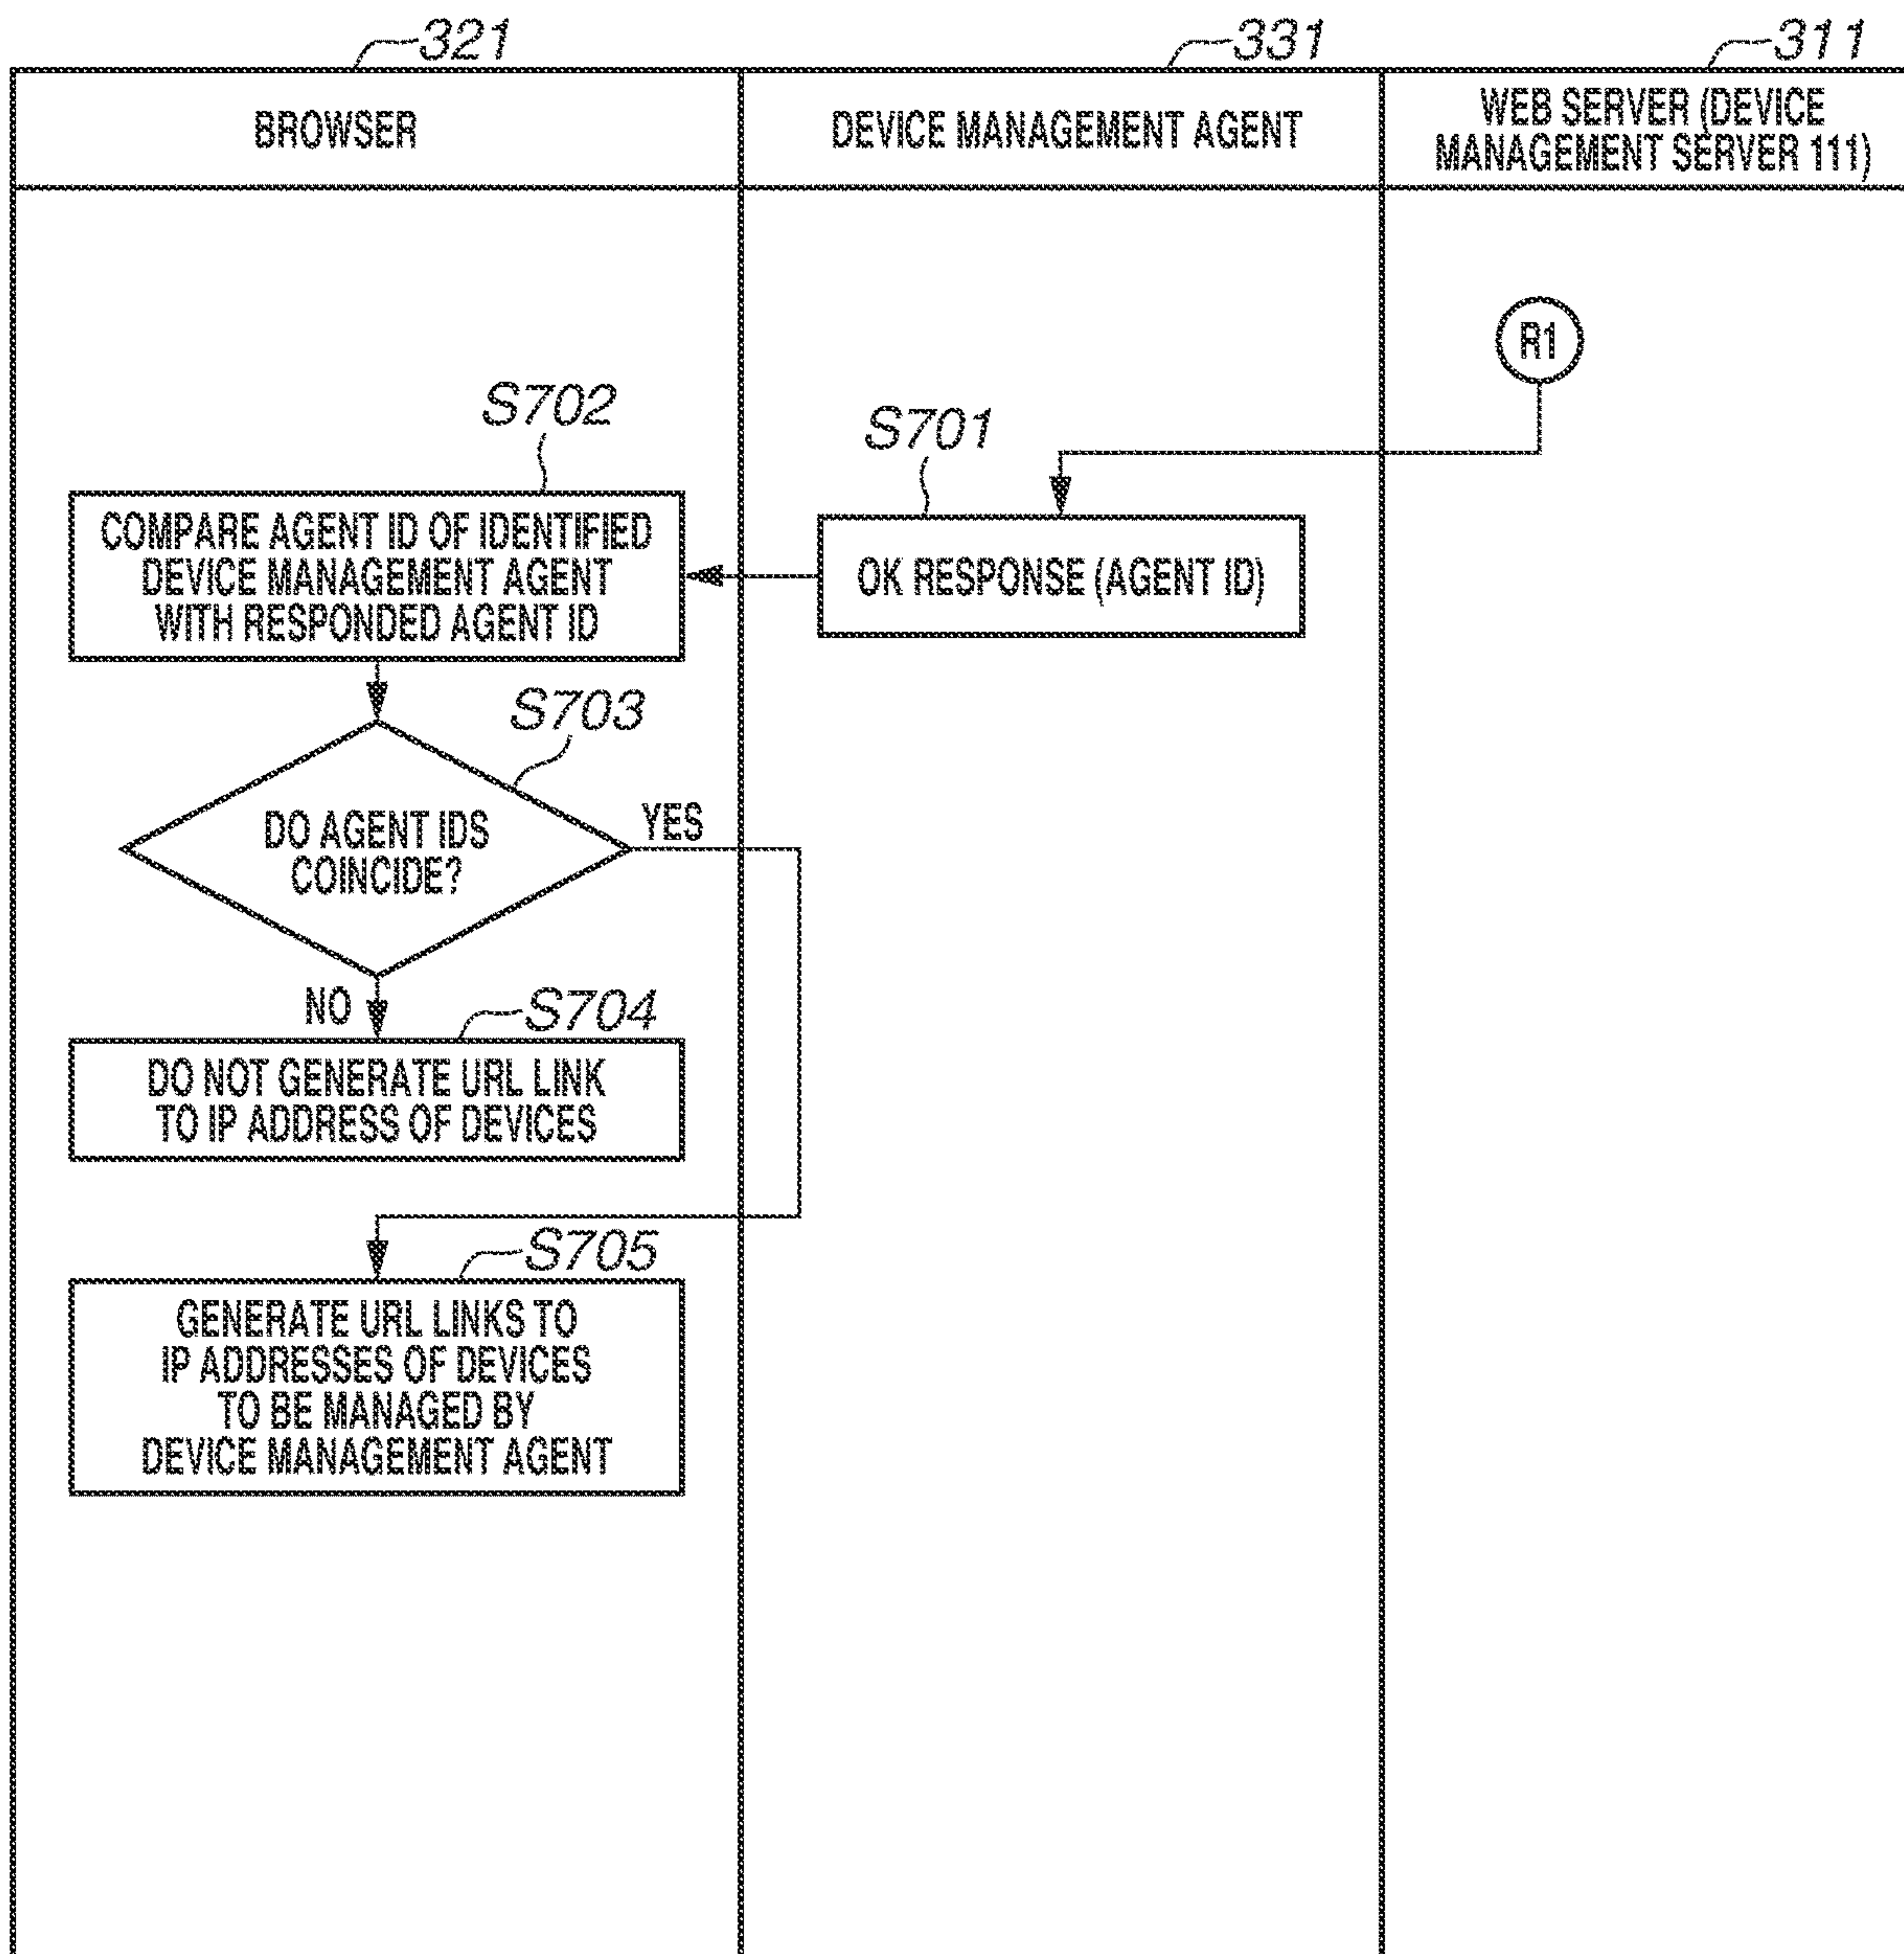 321
331
311
BROWSER
DEVICE MANAGEMENT AGENT
WEB SERVER (DEVICE
MANAGEMENT SERVER 111)
R1
S702
S701
COMPARE AGENT ID OF IDENTIFIED
DEVICE MANAGEMENT AGENT
WITH RESPONDED AGENT ID
OK RESPONSE (AGENT ID)
S703
DO AGENT IDS
COINCIDE?
YES
NO
S704
DO NOT GENERATE URL LINK
TO IP ADDRESS OF DEVICES
S705
GENERATE URL LINKS TO
IP ADDRESSES OF DEVICES
TO BE MANAGED BY
DEVICE MANAGEMENT AGENT